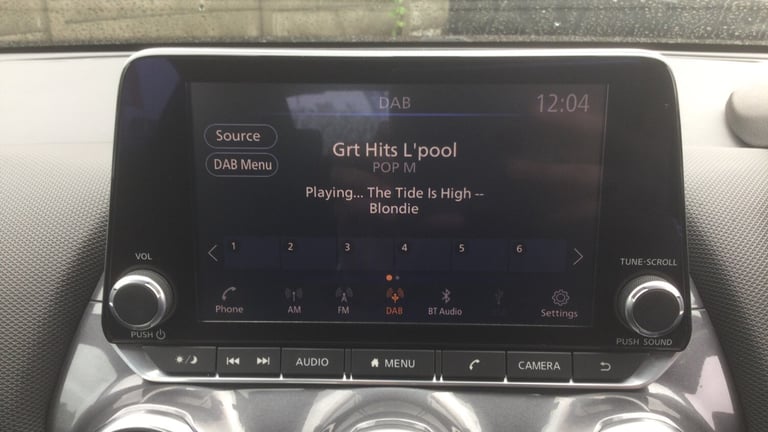 DAB
12:04
Source
Grt Hits L'pool
DAB Menu
POP M
Playing... The Tide Is High --
Blondie
1 2 3 4 5 6
Phone AM FM DAB BT Audio Settings
VOL
TUNE·SCROLL
PUSH
PUSH SOUND
AUDIO MENU CAMERA